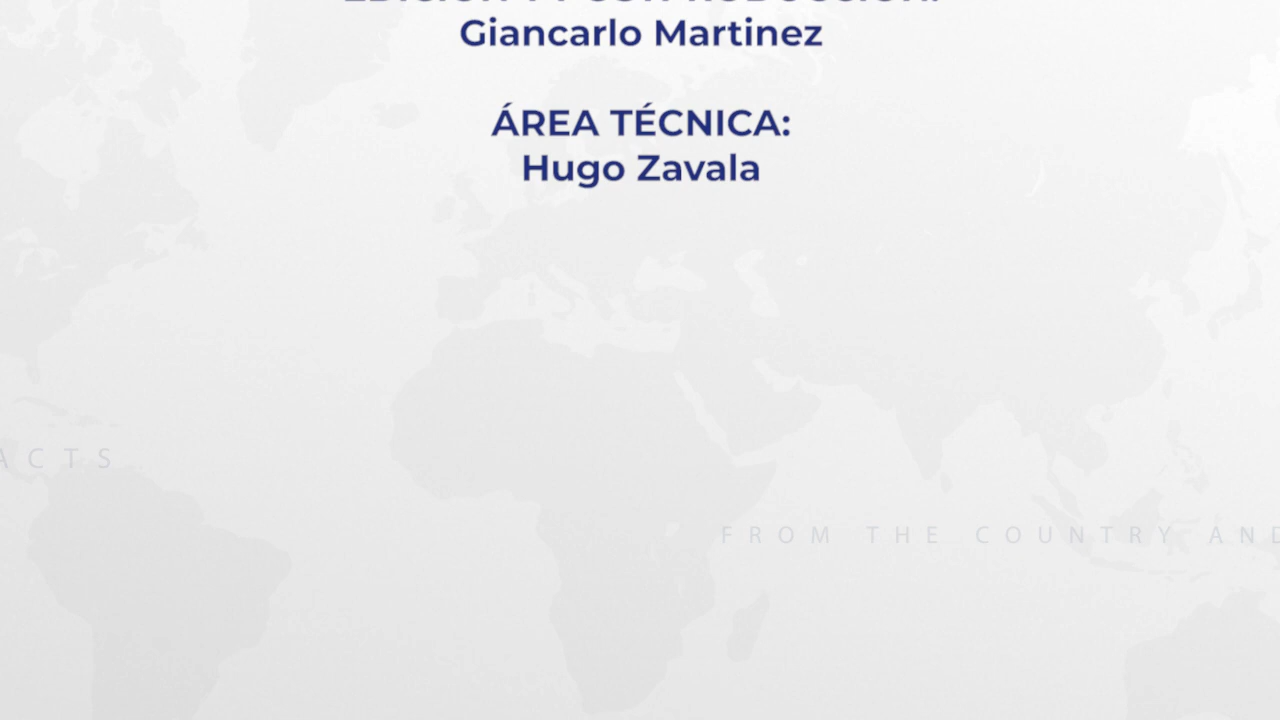 Giancarlo Martinez
ÁREA TÉCNICA:
Hugo Zavala
ACTS
FROM THE COUNTRY AND